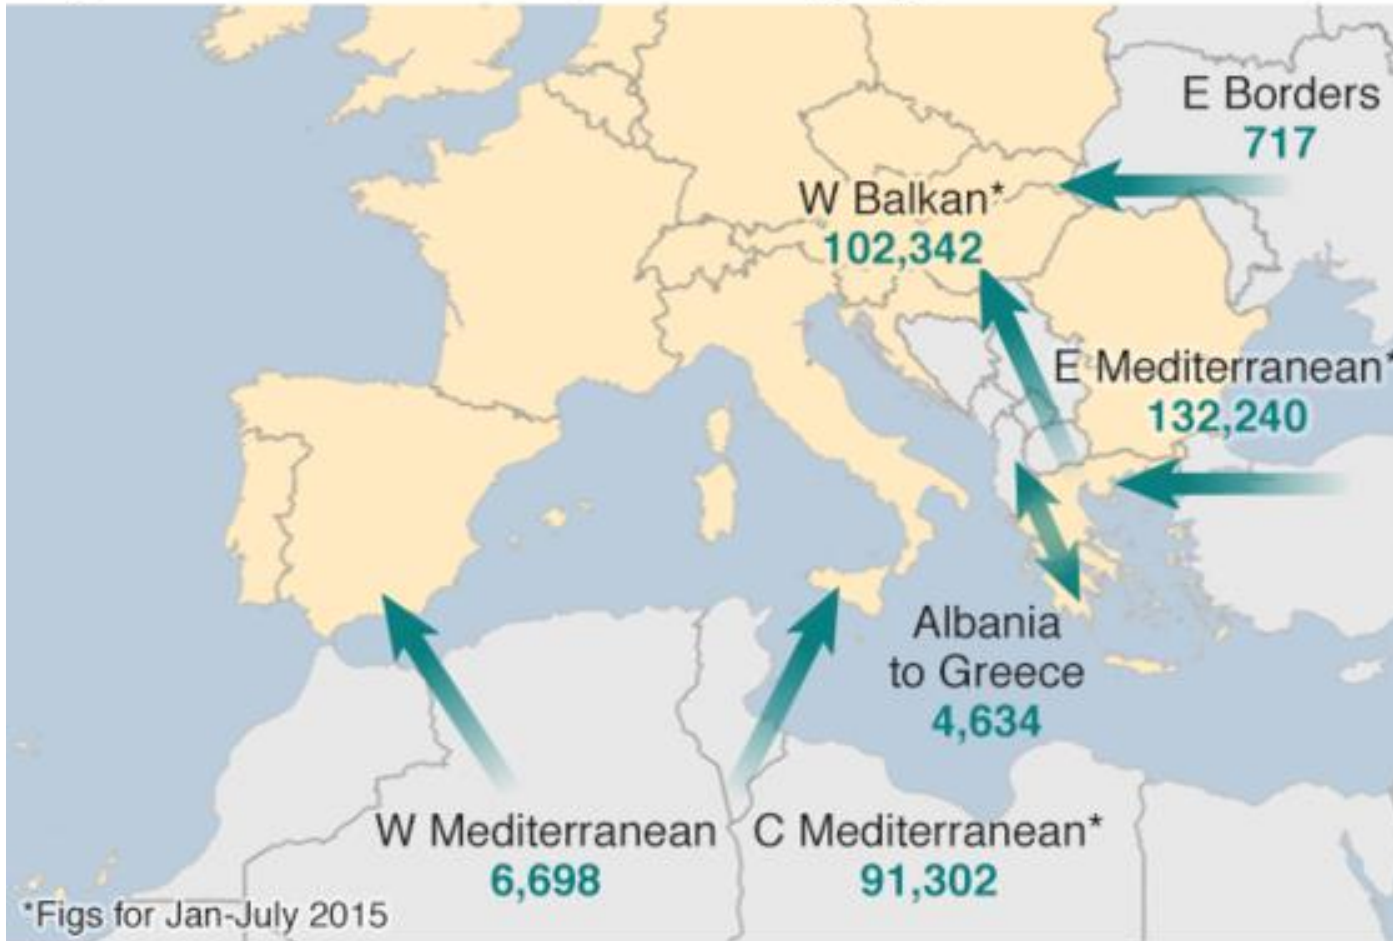 E Borders
717
W Balkan*
102,342
E Mediterranean*
132,240
Albania
to Greece
4,634
W Mediterranean
6,698
C Mediterranean*
91,302
*Figs for Jan-July 2015